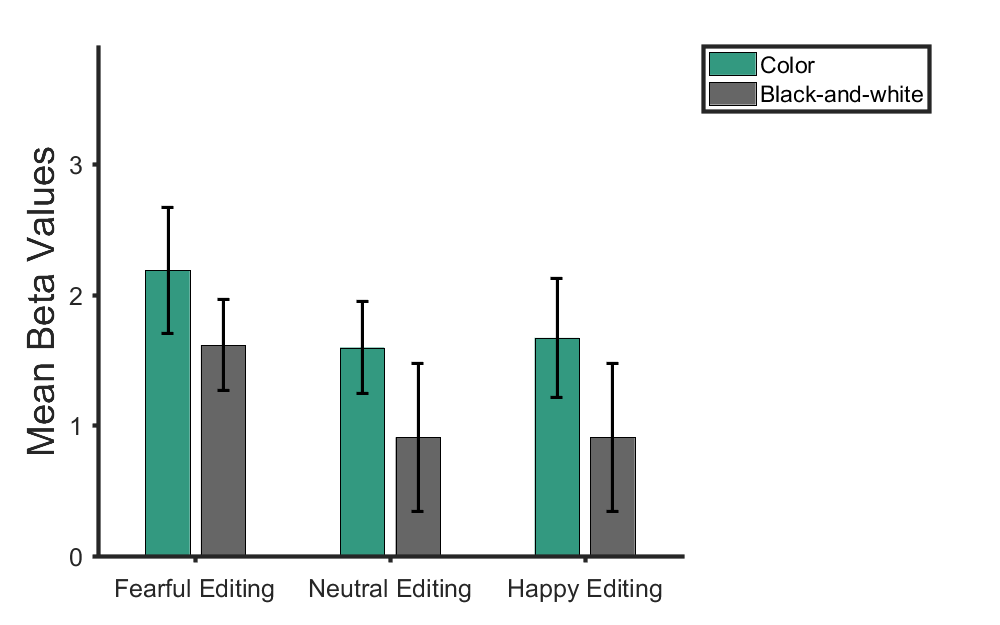 Color
Black-and-white
Mean Beta Values
3
2
1
0
Fearful Editing
Neutral Editing
Happy Editing